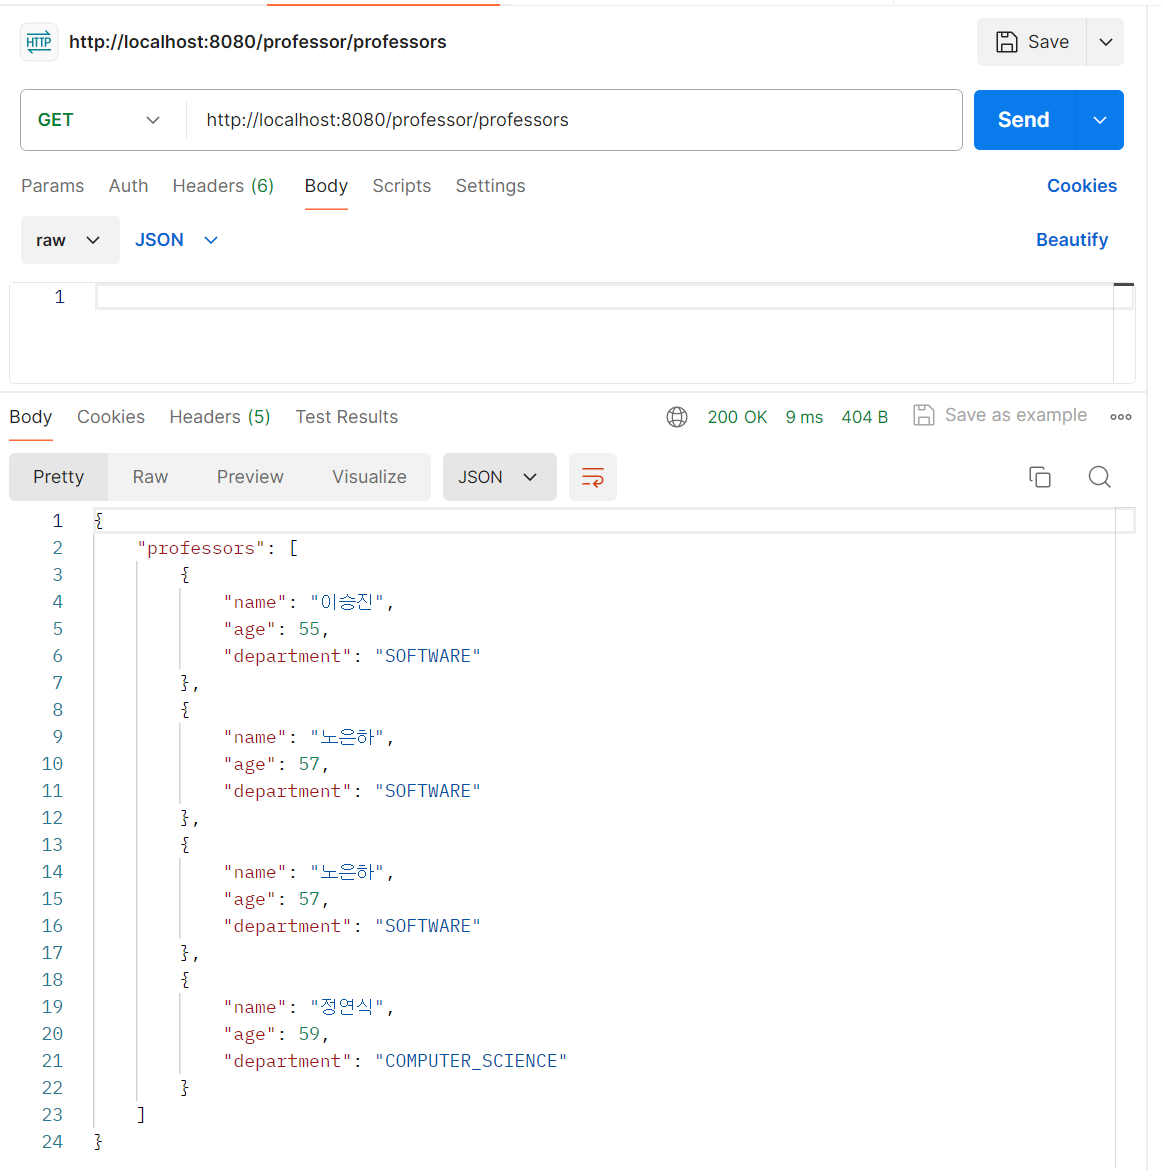 HTTP http://localhost:8080/professor/professors Save
GET http://localhost:8080/professor/professors Send
Params Auth Headers (6) Body Scripts Settings Cookies
raw JSON Beautify
1
Body Cookies Headers (5) Test Results 200 OK 9 ms 404 B Save as example
Pretty Raw Preview Visualize JSON
1 {
2 "professors": [
3 {
4 "name": "이승진",
5 "age": 55,
6 "department": "SOFTWARE"
7 },
8 {
9 "name": "노은하",
10 "age": 57,
11 "department": "SOFTWARE"
12 },
13 {
14 "name": "노은하",
15 "age": 57,
16 "department": "SOFTWARE"
17 },
18 {
19 "name": "정연식",
20 "age": 59,
21 "department": "COMPUTER_SCIENCE"
22 }
23 ]
24 }